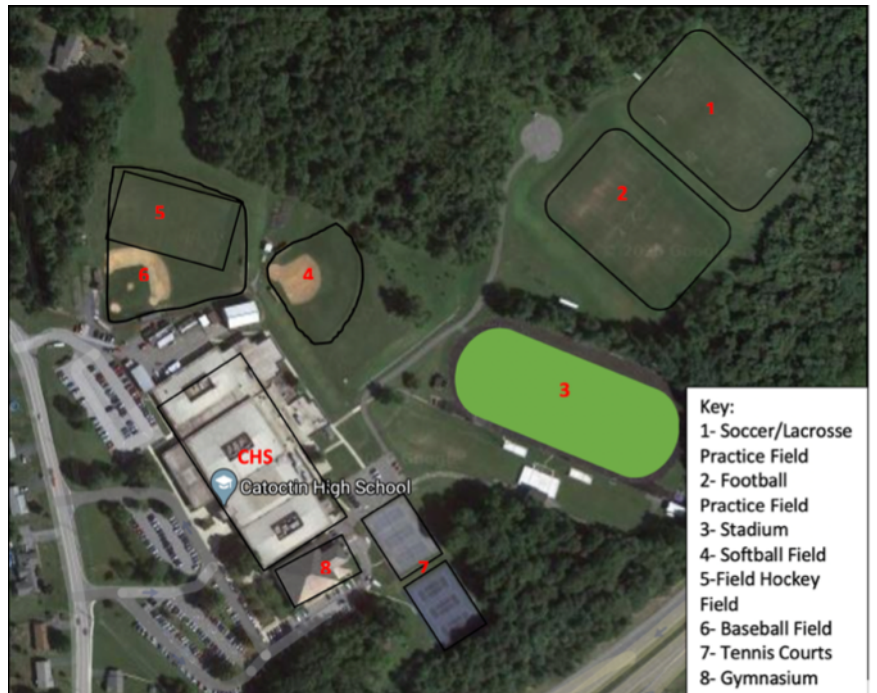 1
2
5
6
4
3
CHS
Catoctin High School
8
7
Key:
1- Soccer/Lacrosse
Practice Field
2- Football
Practice Field
3- Stadium
4- Softball Field
5-Field Hockey
Field
6- Baseball Field
7- Tennis Courts
8- Gymnasium